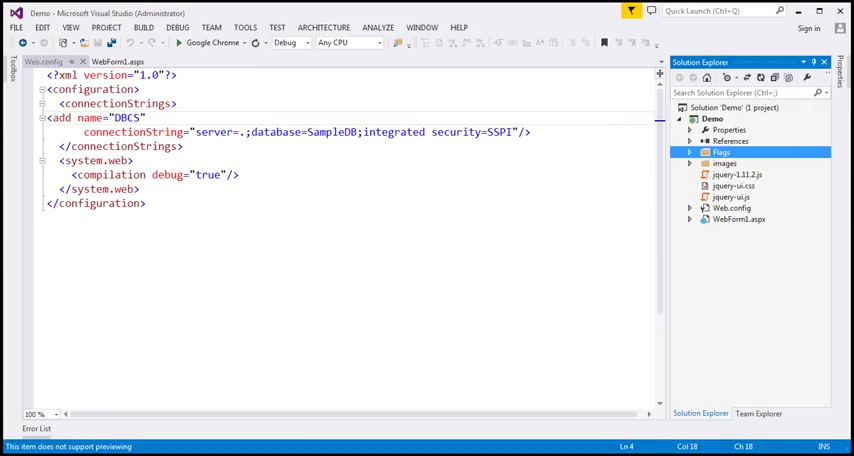 Demo - Microsoft Visual Studio (Administrator)
Quick Launch (Ctrl+Q)
FILE EDIT VIEW PROJECT BUILD DEBUG TEAM TOOLS TEST ARCHITECTURE ANALYZE WINDOW HELP
Sign in
Google Chrome Debug Any CPU
Toolbox
Web.config WebForm1.aspx
<?xml version="1.0"?>
<configuration>
<connectionStrings>
<add name="DBCS"
connectionString="server=.;database=SampleDB;integrated security=SSPI"/>
</connectionStrings>
<system.web>
<compilation debug="true"/>
</system.web>
</configuration>
100 %
Solution Explorer
Search Solution Explorer (Ctrl+;)
Solution 'Demo' (1 project)
Demo
Properties
References
Flags
images
jquery-1.11.2.js
jquery-ui.css
jquery-ui.js
Web.config
WebForm1.aspx
Solution Explorer Team Explorer
Properties
Error List
This item does not support previewing Ln 4 Col 18 Ch 18 INS